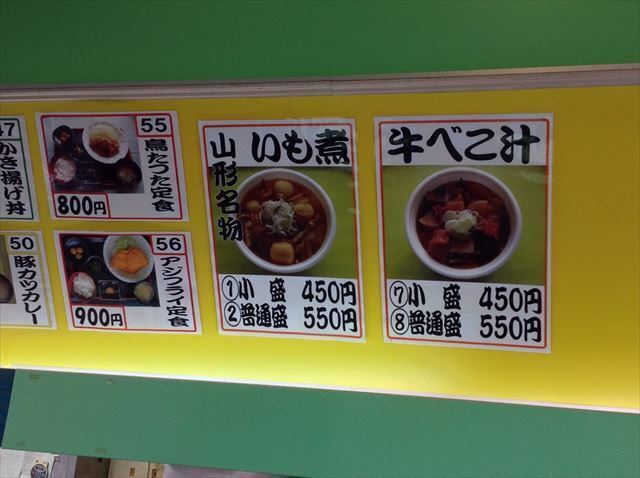 47
かき揚げ丼
50
豚カツカレー
55
鳥たつた定食
800円
56
アジフライ定食
900円
山形名物
いも煮
①小 盛 450円
②普通盛 550円
牛べこ汁
⑦小 盛 450円
⑧普通盛 550円